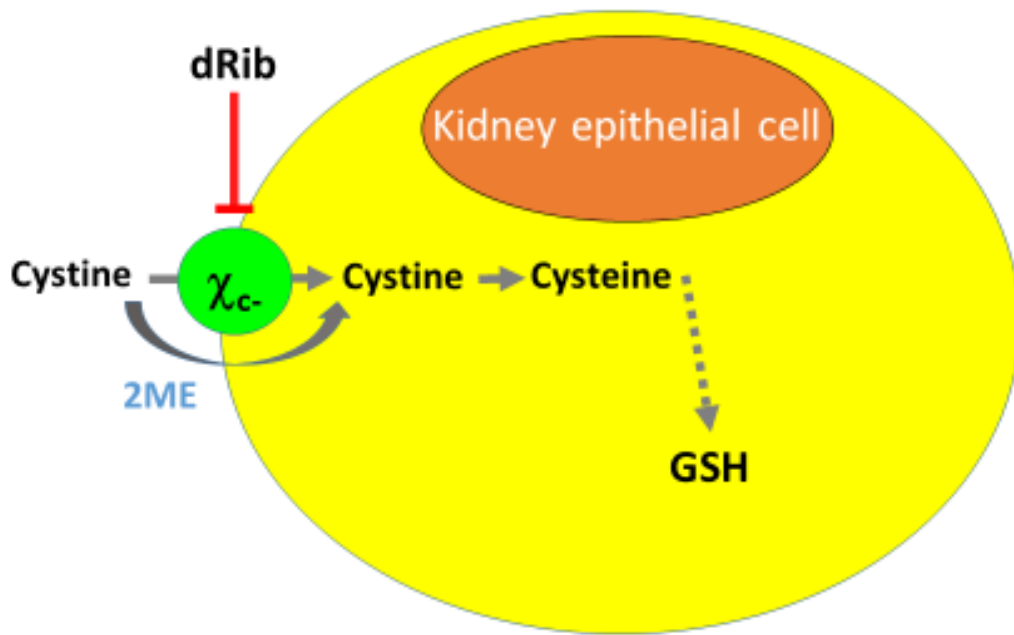 dRib
Kidney epithelial cell
Cystine
χc-
Cystine
Cysteine
2ME
GSH